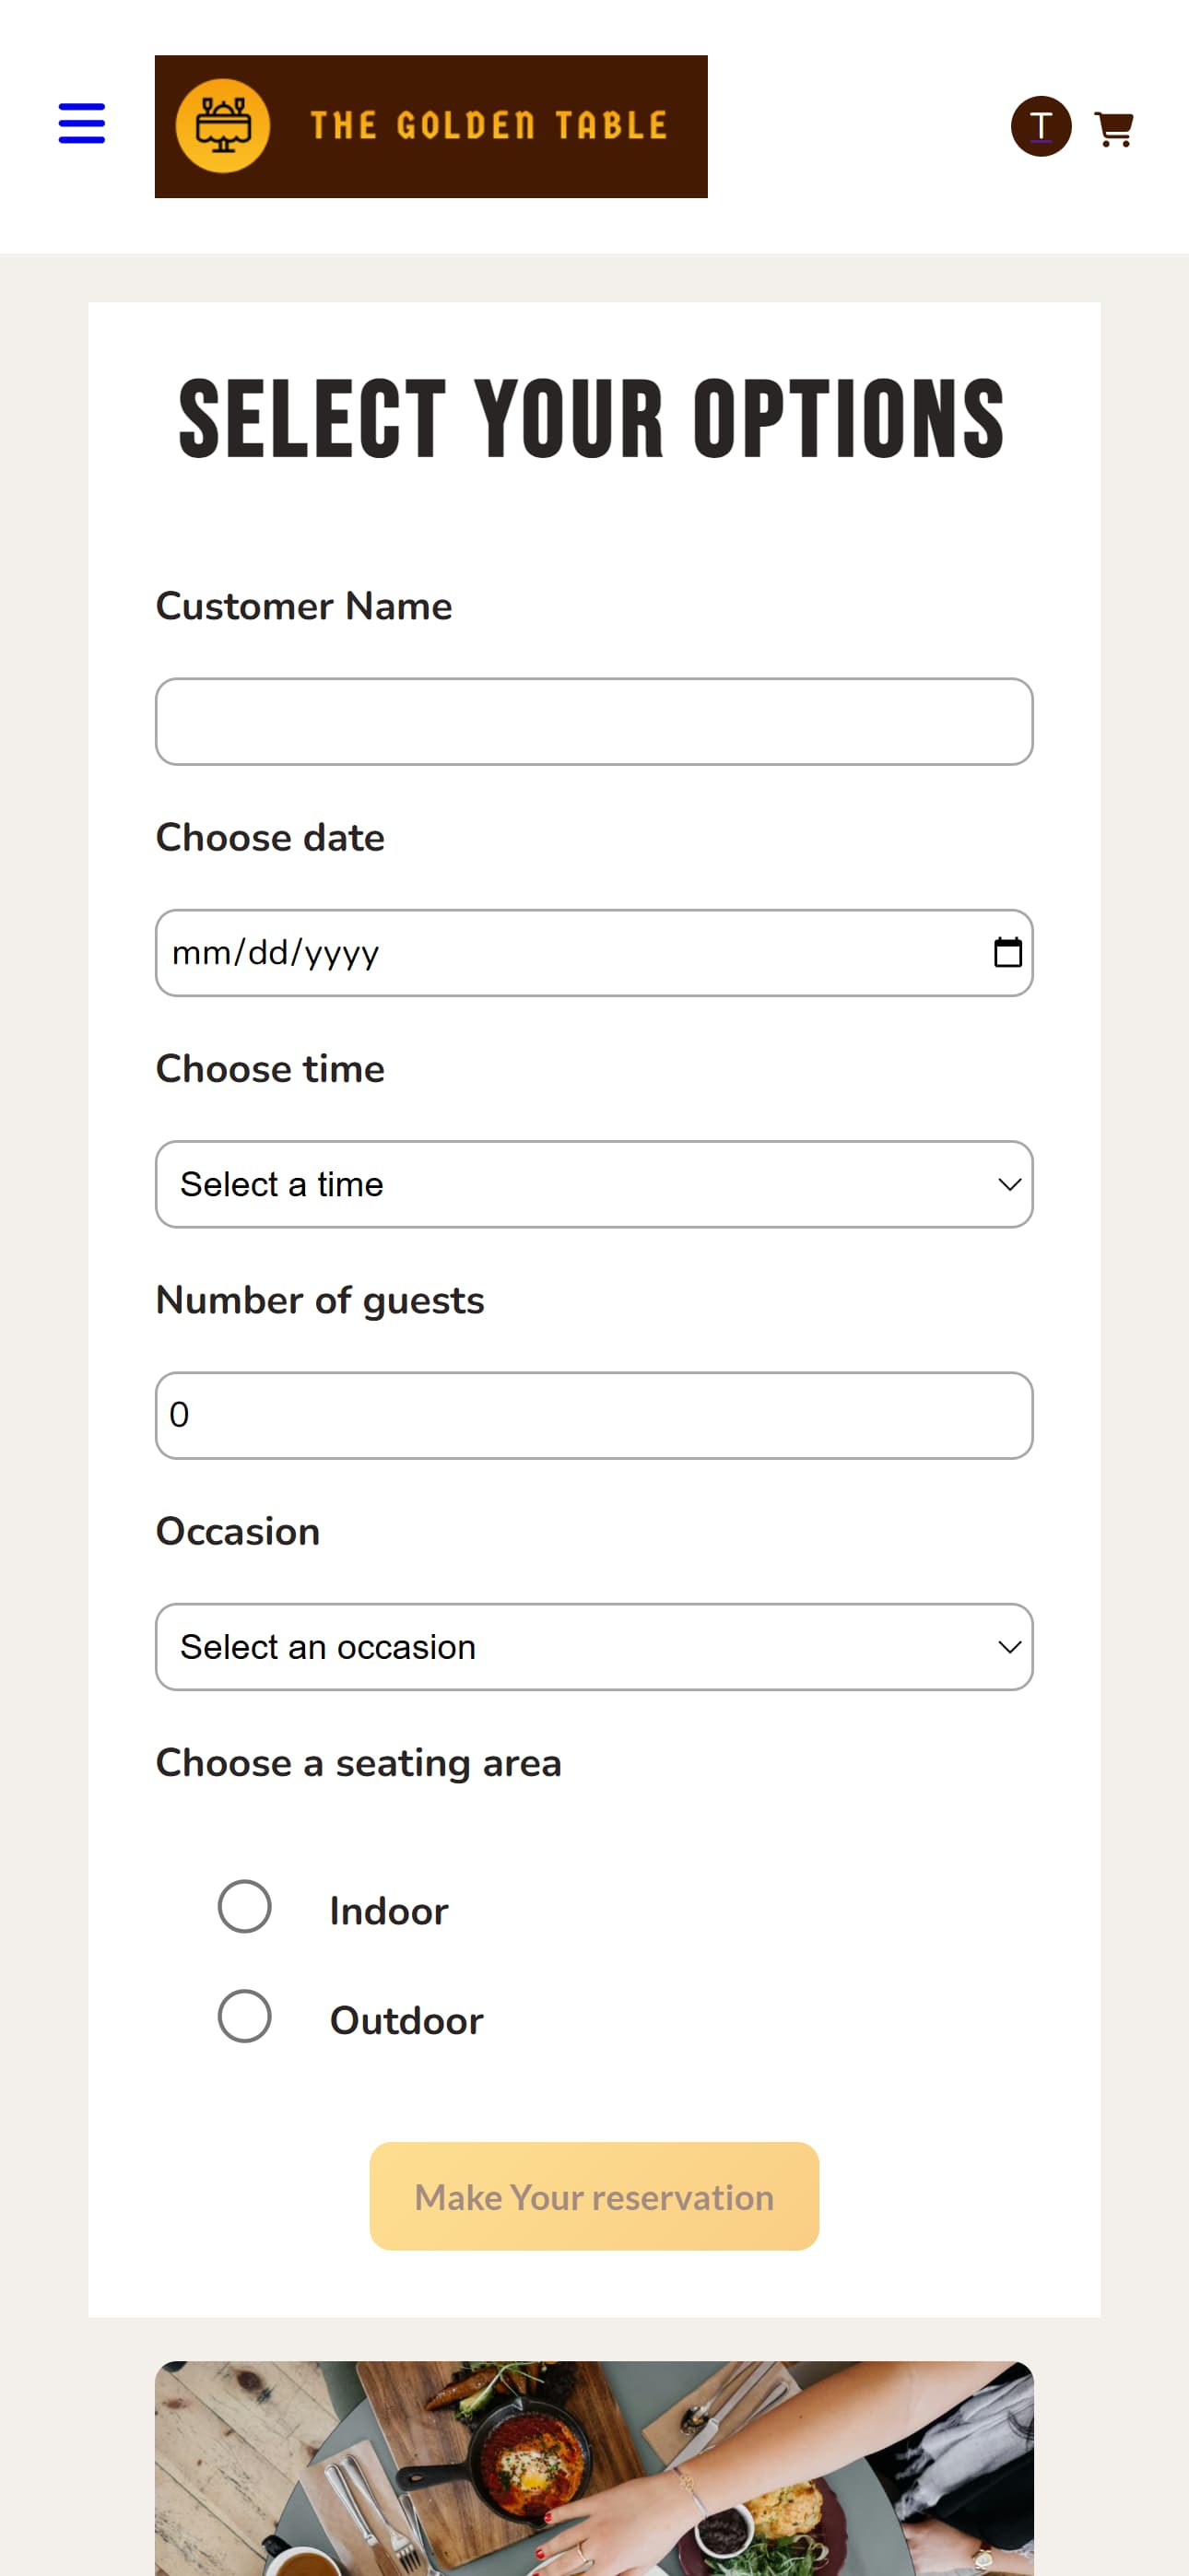 THE GOLDEN TABLE
T
SELECT YOUR OPTIONS
Customer Name
Choose date
mm/dd/yyyy
Choose time
Select a time
Number of guests
0
Occasion
Select an occasion
Choose a seating area
Indoor
Outdoor
Make Your reservation